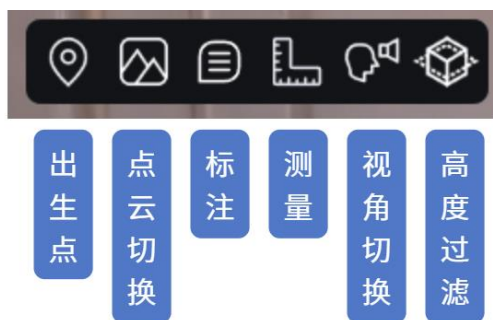 出生点
点云切换
标注
测量
视角切换
高度过滤